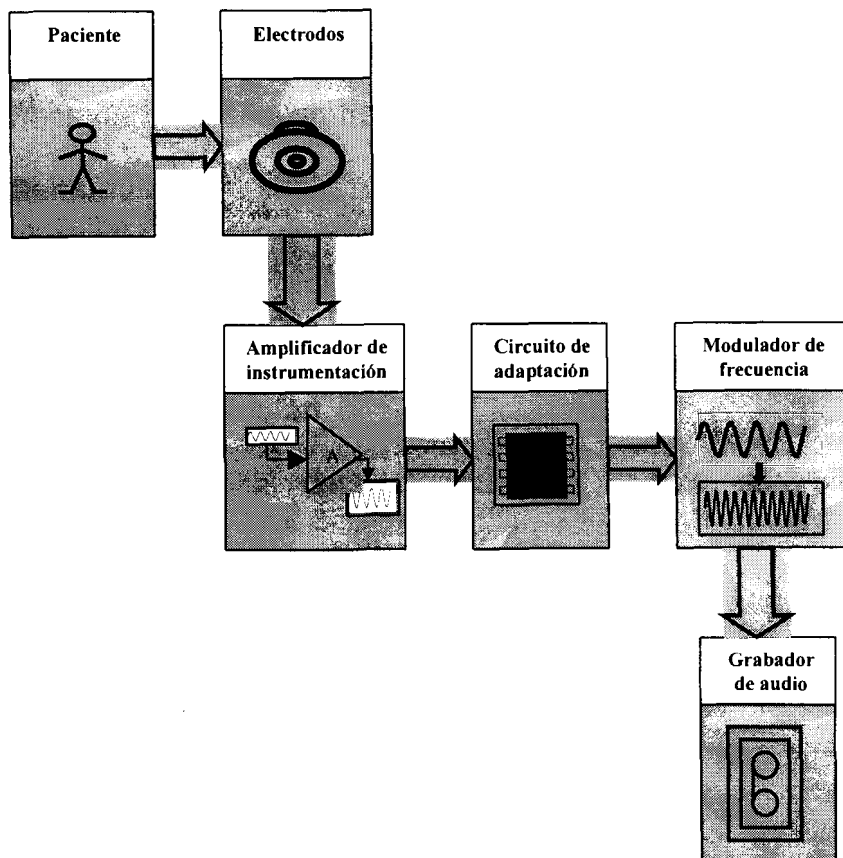 Paciente
Electrodos
Amplificador de
instrumentación
A
Circuito de
adaptación
Modulador de
frecuencia
Grabador
de audio